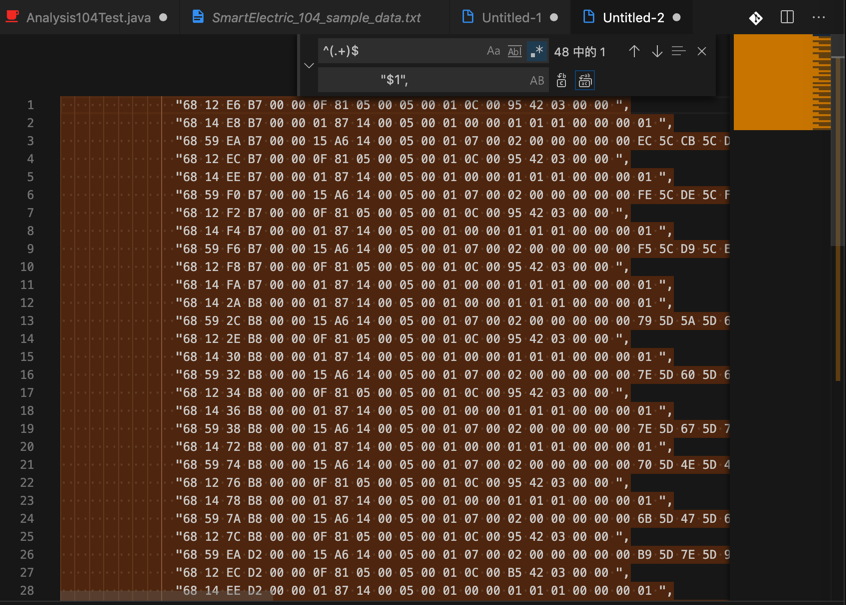 Analysis104Test.java ● SmartElectric_104_sample_data.txt Untitled-1 ● Untitled-2 ● ...
^(.+)$ Aa Abl .* 48 中的 1
"$1", AB
1 "68 12 E6 B7 00 00 0F 81 05 00 05 00 01 0C 00 95 42 03 00 00 ",
2 "68 14 E8 B7 00 00 01 87 14 00 05 00 01 00 01 01 01 00 00 00 00 01 ",
3 "68 59 EA B7 00 00 15 A6 14 00 05 00 01 07 00 02 00 00 00 00 00 EC 5C CB 5C D
4 "68 12 EC B7 00 00 0F 81 05 00 05 00 01 0C 00 95 42 03 00 00 ",
5 "68 14 EE B7 00 00 01 87 14 00 05 00 01 00 01 01 01 00 00 00 00 01 ",
6 "68 59 F0 B7 00 00 15 A6 14 00 05 00 01 07 00 02 00 00 00 00 00 FE 5C DE 5C F
7 "68 12 F2 B7 00 00 0F 81 05 00 05 00 01 0C 00 95 42 03 00 00 ",
8 "68 14 F4 B7 00 00 01 87 14 00 05 00 01 00 01 01 01 00 00 00 00 01 ",
9 "68 59 F6 B7 00 00 15 A6 14 00 05 00 01 07 00 02 00 00 00 00 00 F5 5C D9 5C E
10 "68 12 F8 B7 00 00 0F 81 05 00 05 00 01 0C 00 95 42 03 00 00 ",
11 "68 14 FA B7 00 00 01 87 14 00 05 00 01 00 01 01 01 00 00 00 00 01 ",
12 "68 14 2A B8 00 00 01 87 14 00 05 00 01 00 01 01 01 00 00 00 00 01 ",
13 "68 59 2C B8 00 00 15 A6 14 00 05 00 01 07 00 02 00 00 00 00 00 79 5D 5A 5D 6
14 "68 12 2E B8 00 00 0F 81 05 00 05 00 01 0C 00 95 42 03 00 00 ",
15 "68 14 30 B8 00 00 01 87 14 00 05 00 01 00 01 01 01 00 00 00 00 01 ",
16 "68 59 32 B8 00 00 15 A6 14 00 05 00 01 07 00 02 00 00 00 00 00 7E 5D 60 5D 6
17 "68 12 34 B8 00 00 0F 81 05 00 05 00 01 0C 00 95 42 03 00 00 ",
18 "68 14 36 B8 00 00 01 87 14 00 05 00 01 00 01 01 01 00 00 00 00 01 ",
19 "68 59 38 B8 00 00 15 A6 14 00 05 00 01 07 00 02 00 00 00 00 00 7E 5D 67 5D 7
20 "68 14 72 B8 00 00 01 87 14 00 05 00 01 00 01 01 01 00 00 00 00 01 ",
21 "68 59 74 B8 00 00 15 A6 14 00 05 00 01 07 00 02 00 00 00 00 00 70 5D 4E 5D 4
22 "68 12 76 B8 00 00 0F 81 05 00 05 00 01 0C 00 95 42 03 00 00 ",
23 "68 14 78 B8 00 00 01 87 14 00 05 00 01 00 01 01 01 00 00 00 00 01 ",
24 "68 59 7A B8 00 00 15 A6 14 00 05 00 01 07 00 02 00 00 00 00 00 6B 5D 47 5D 6
25 "68 12 7C B8 00 00 0F 81 05 00 05 00 01 0C 00 95 42 03 00 00 ",
26 "68 59 EA D2 00 00 15 A6 14 00 05 00 01 07 00 02 00 00 00 00 00 B9 5D 7E 5D 9
27 "68 12 EC D2 00 00 0F 81 05 00 05 00 01 0C 00 B5 42 03 00 00 ",
28 "68 14 EE D2 00 00 01 87 14 00 05 00 01 00 01 01 01 00 00 00 00 01 ",